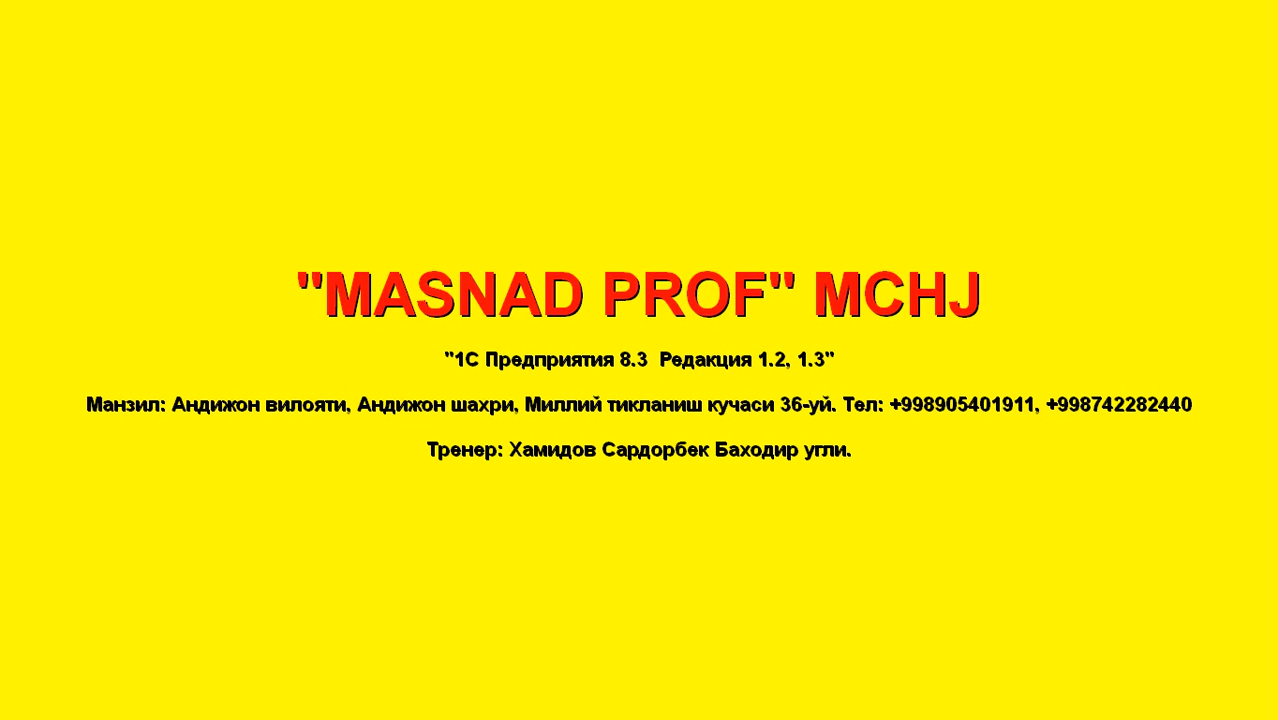 "MASNAD PROF" MCHJ
"1С Предприятия 8.3  Редакция 1.2, 1.3"
Манзил: Андижон вилояти, Андижон шахри, Миллий тикланиш кучаси 36-уй. Тел: +998905401911, +998742282440
Тренер: Хамидов Сардорбек Баходир угли.